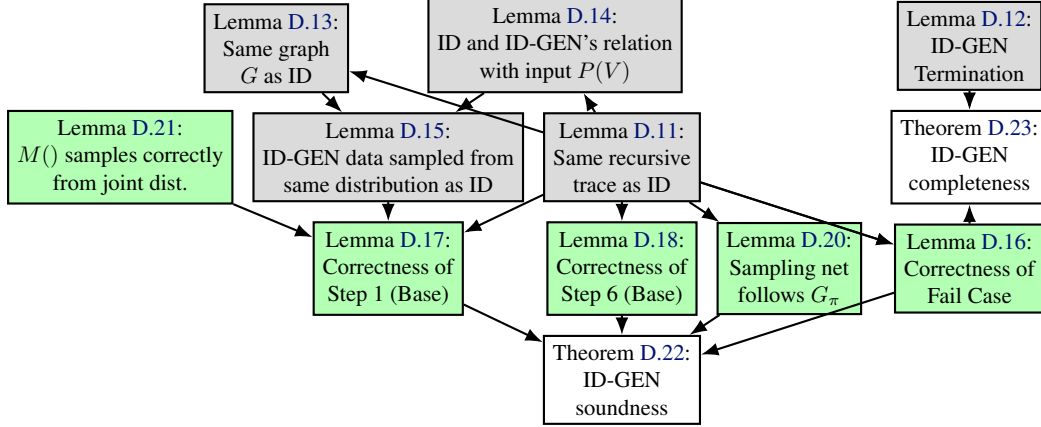 Lemma D.13:
Same graph
G as ID
Lemma D.14:
ID and ID-GEN's relation
with input P(V)
Lemma D.12:
ID-GEN
Termination
Lemma D.21:
M() samples correctly
from joint dist.
Lemma D.15:
ID-GEN data sampled from
same distribution as ID
Lemma D.11:
Same recursive
trace as ID
Theorem D.23:
ID-GEN
completeness
Lemma D.17:
Correctness of
Step 1 (Base)
Lemma D.18:
Correctness of
Step 6 (Base)
Lemma D.20:
Sampling net
follows G_π
Lemma D.16:
Correctness of
Fail Case
Theorem D.22:
ID-GEN
soundness